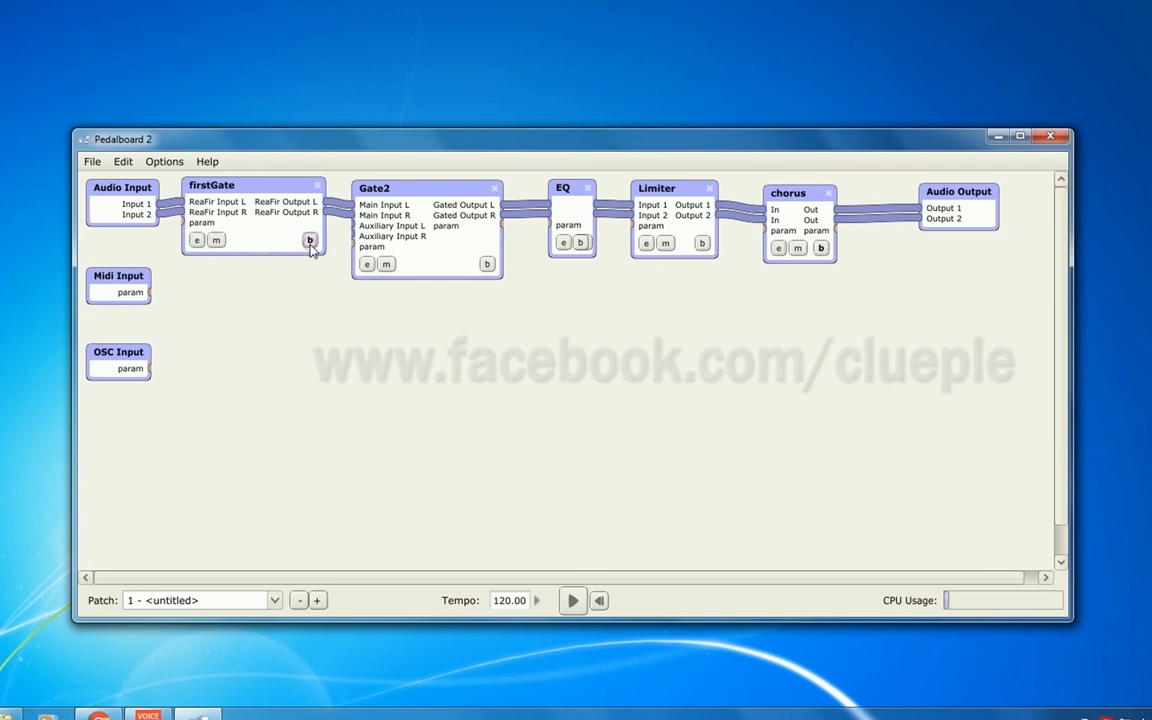 Pedalboard 2
File Edit Options Help
Audio Input
Input 1
Input 2
firstGate
ReaFir Input L ReaFir Output L
ReaFir Input R ReaFir Output R
param
e m b
Gate2
Main Input L Gated Output L
Main Input R Gated Output R
Auxiliary Input L param
Auxiliary Input R
param
e m b
EQ
param
e b
Limiter
Input 1 Output 1
Input 2 Output 2
param
e m b
chorus
In Out
In Out
param param
e m b
Audio Output
Output 1
Output 2
Midi Input
param
OSC Input
param
www.facebook.com/clueple
Patch: 1 - <untitled> - + Tempo: 120.00 CPU Usage:
VOICE